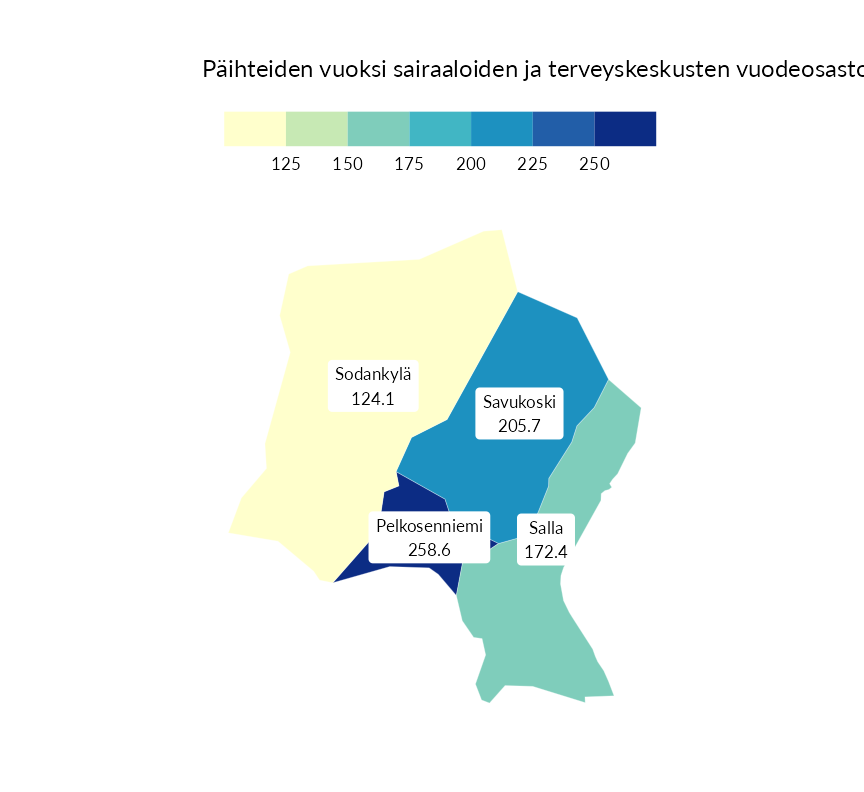 Päihteiden vuoksi sairaaloiden ja terveyskeskusten
125 150 175 200 225 250
Sodankylä
124.1
Savukoski
205.7
Pelkosenniemi
258.6
Salla
172.4